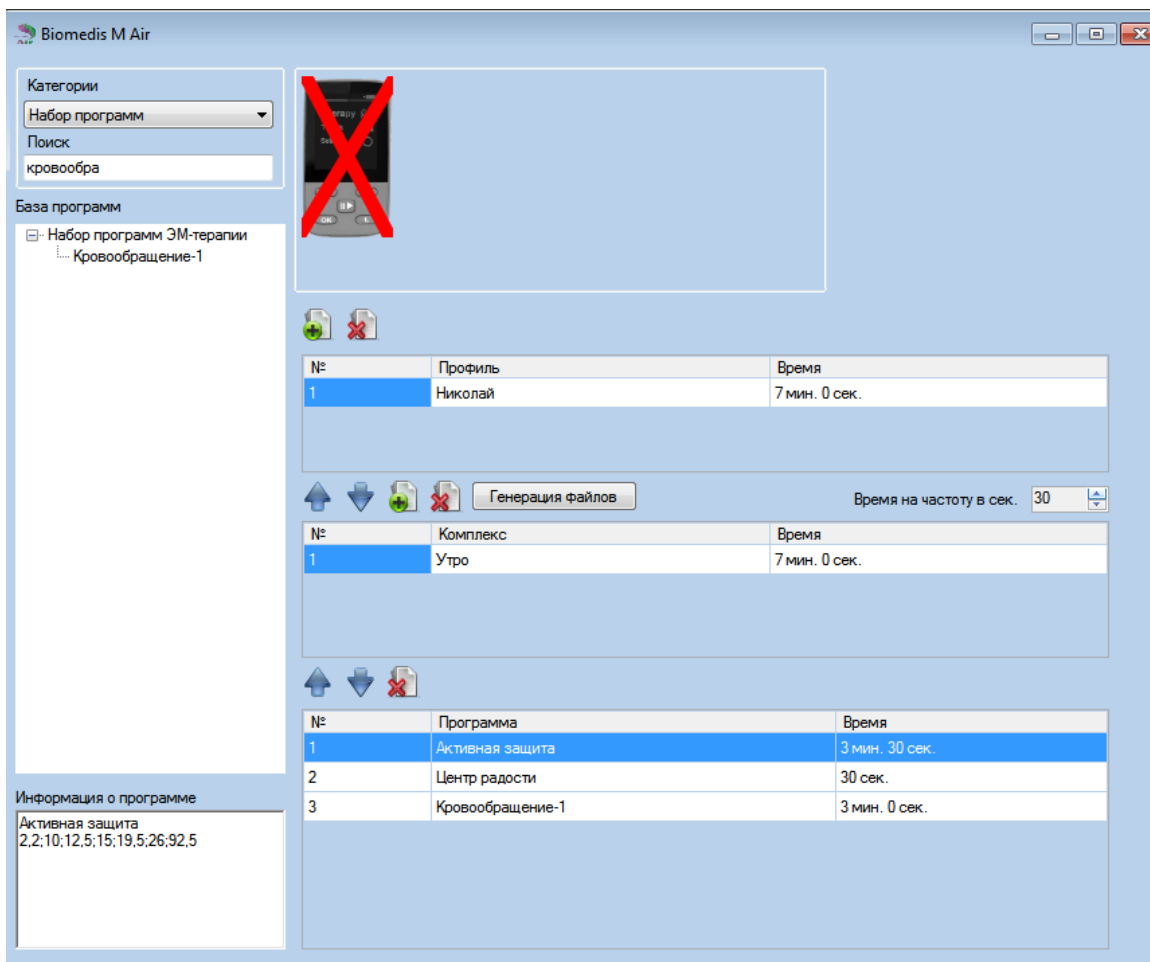 Biomedis M Air
Категории
Набор программ
Поиск
кровообра
База программ
Набор программ ЭМ-терапии
Кровообращение-1
№ Профиль Время
1 Николай 7 мин. 0 сек.
Генерация файлов Время на частоту в сек. 30
№ Комплекс Время
1 Утро 7 мин. 0 сек.
№ Программа Время
1 Активная защита 3 мин. 30 сек.
2 Центр радости 30 сек.
3 Кровообращение-1 3 мин. 0 сек.
Информация о программе
Активная защита
2,2;10;12,5;15;19,5;26;92,5